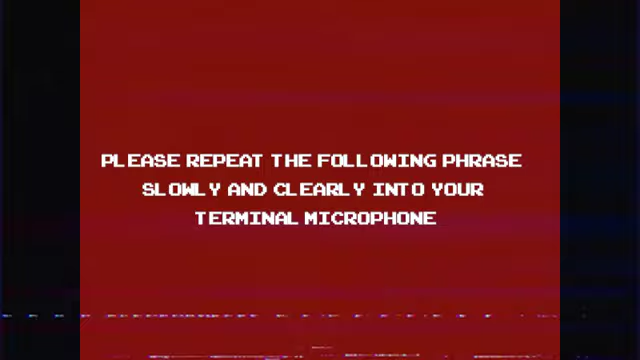 PLEASE REPEAT THE FOLLOWING PHRASE
SLOWLY AND CLEARLY INTO YOUR
TERMINAL MICROPHONE